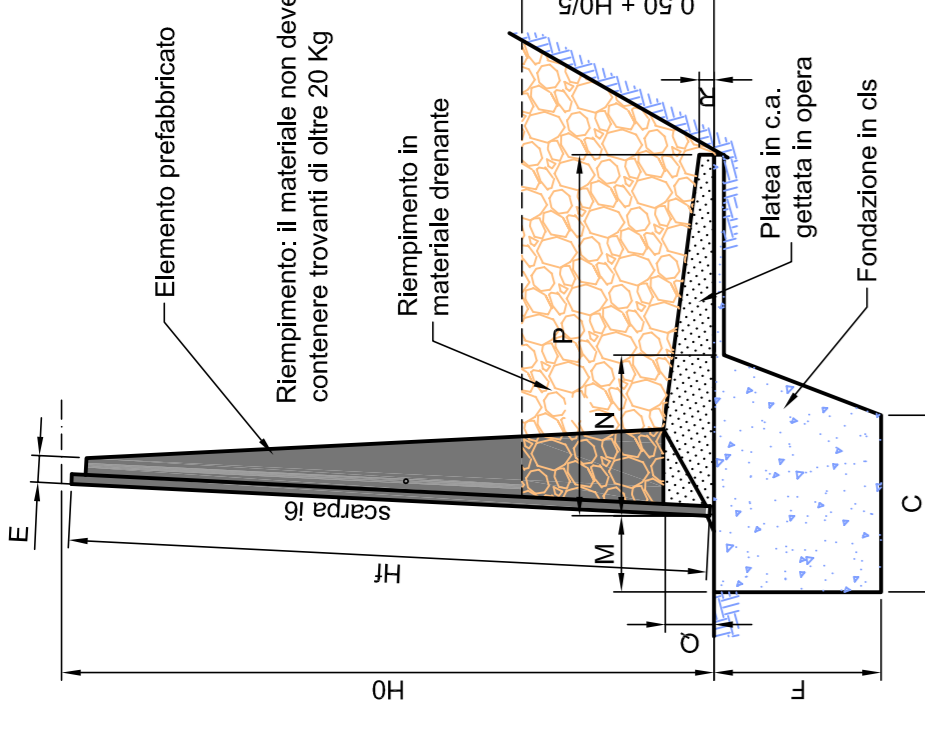 Elemento prefabbricato
Riempimento: il materiale non deve
contenere trovanti di oltre 20 Kg
Riempimento in
materiale drenante
Platea in c.a.
gettata in opera
Fondazione in cls
0.50 + H0/5
E
scarpa i6
Hf
H0
P
N
M
Q
R
F
C